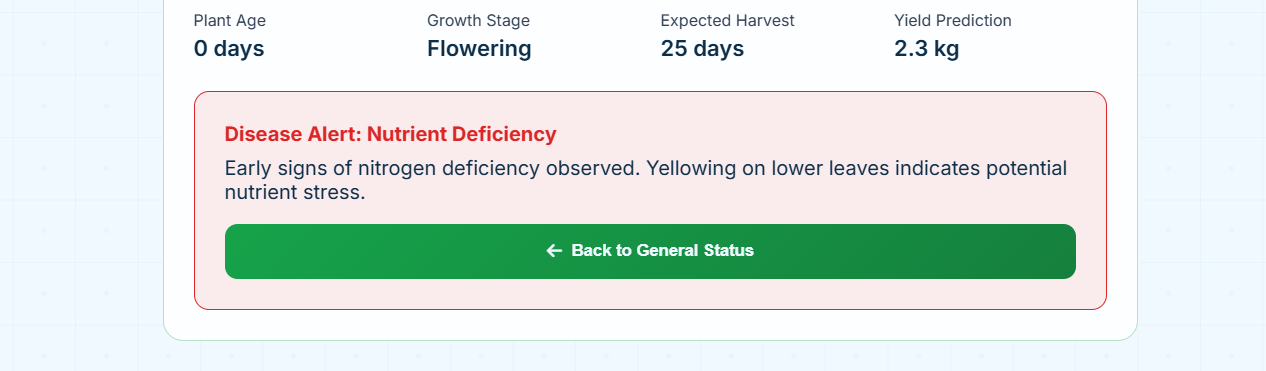 Plant Age Growth Stage Expected Harvest Yield Prediction
0 days Flowering 25 days 2.3 kg
Disease Alert: Nutrient Deficiency
Early signs of nitrogen deficiency observed. Yellowing on lower leaves indicates potential
nutrient stress.
← Back to General Status